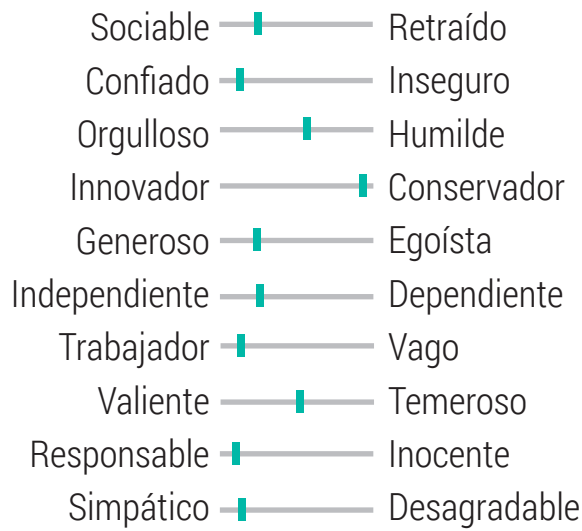 Sociable Retraído
Confiado Inseguro
Orgulloso Humilde
Innovador Conservador
Generoso Egoísta
Independiente Dependiente
Trabajador Vago
Valiente Temeroso
Responsable Inocente
Simpático Desagradable